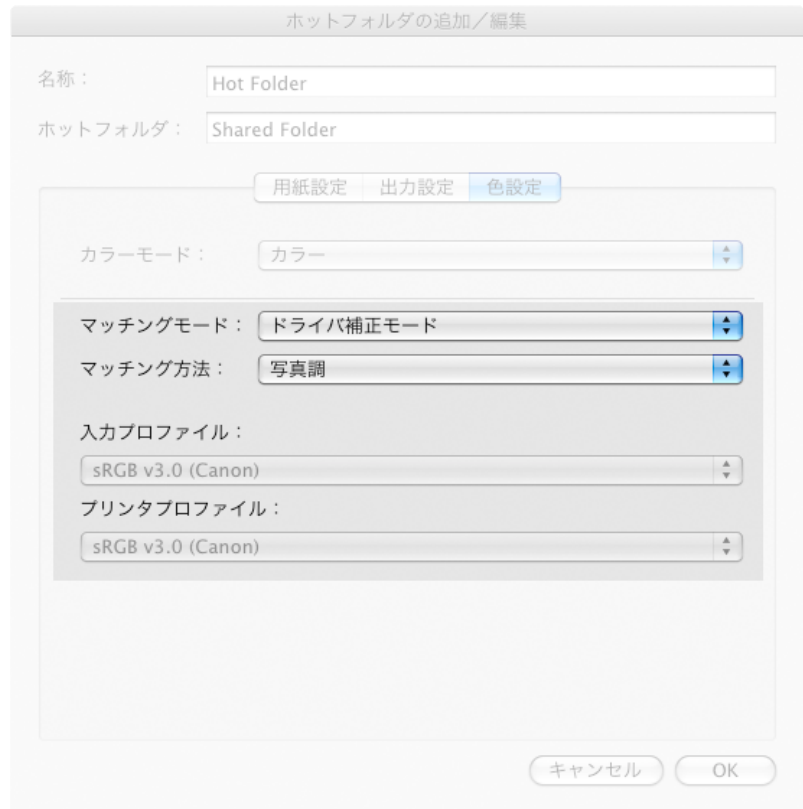 ホットフォルダの追加／編集
名称： Hot Folder
ホットフォルダ： Shared Folder
用紙設定 出力設定 色設定
カラーモード： カラー
マッチングモード： ドライバ補正モード
マッチング方法： 写真調
入力プロファイル：
sRGB v3.0 (Canon)
プリンタプロファイル：
sRGB v3.0 (Canon)
キャンセル OK